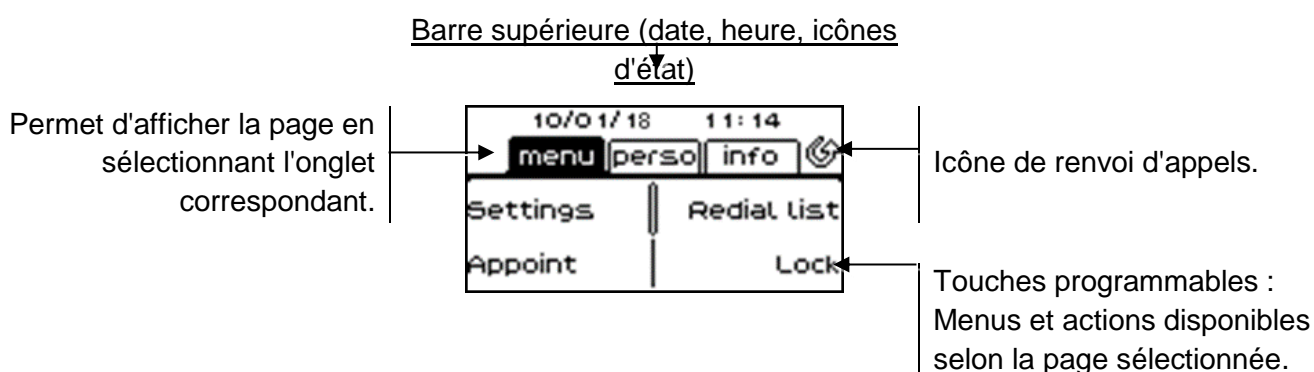 Barre supérieure (date, heure, icônes
d'état)
Permet d'afficher la page en
sélectionnant l'onglet
correspondant.
10/01/18 11:14
menu perso info
Settings Redial list
Appoint Lock
Icône de renvoi d'appels.
Touches programmables :
Menus et actions disponibles
selon la page sélectionnée.